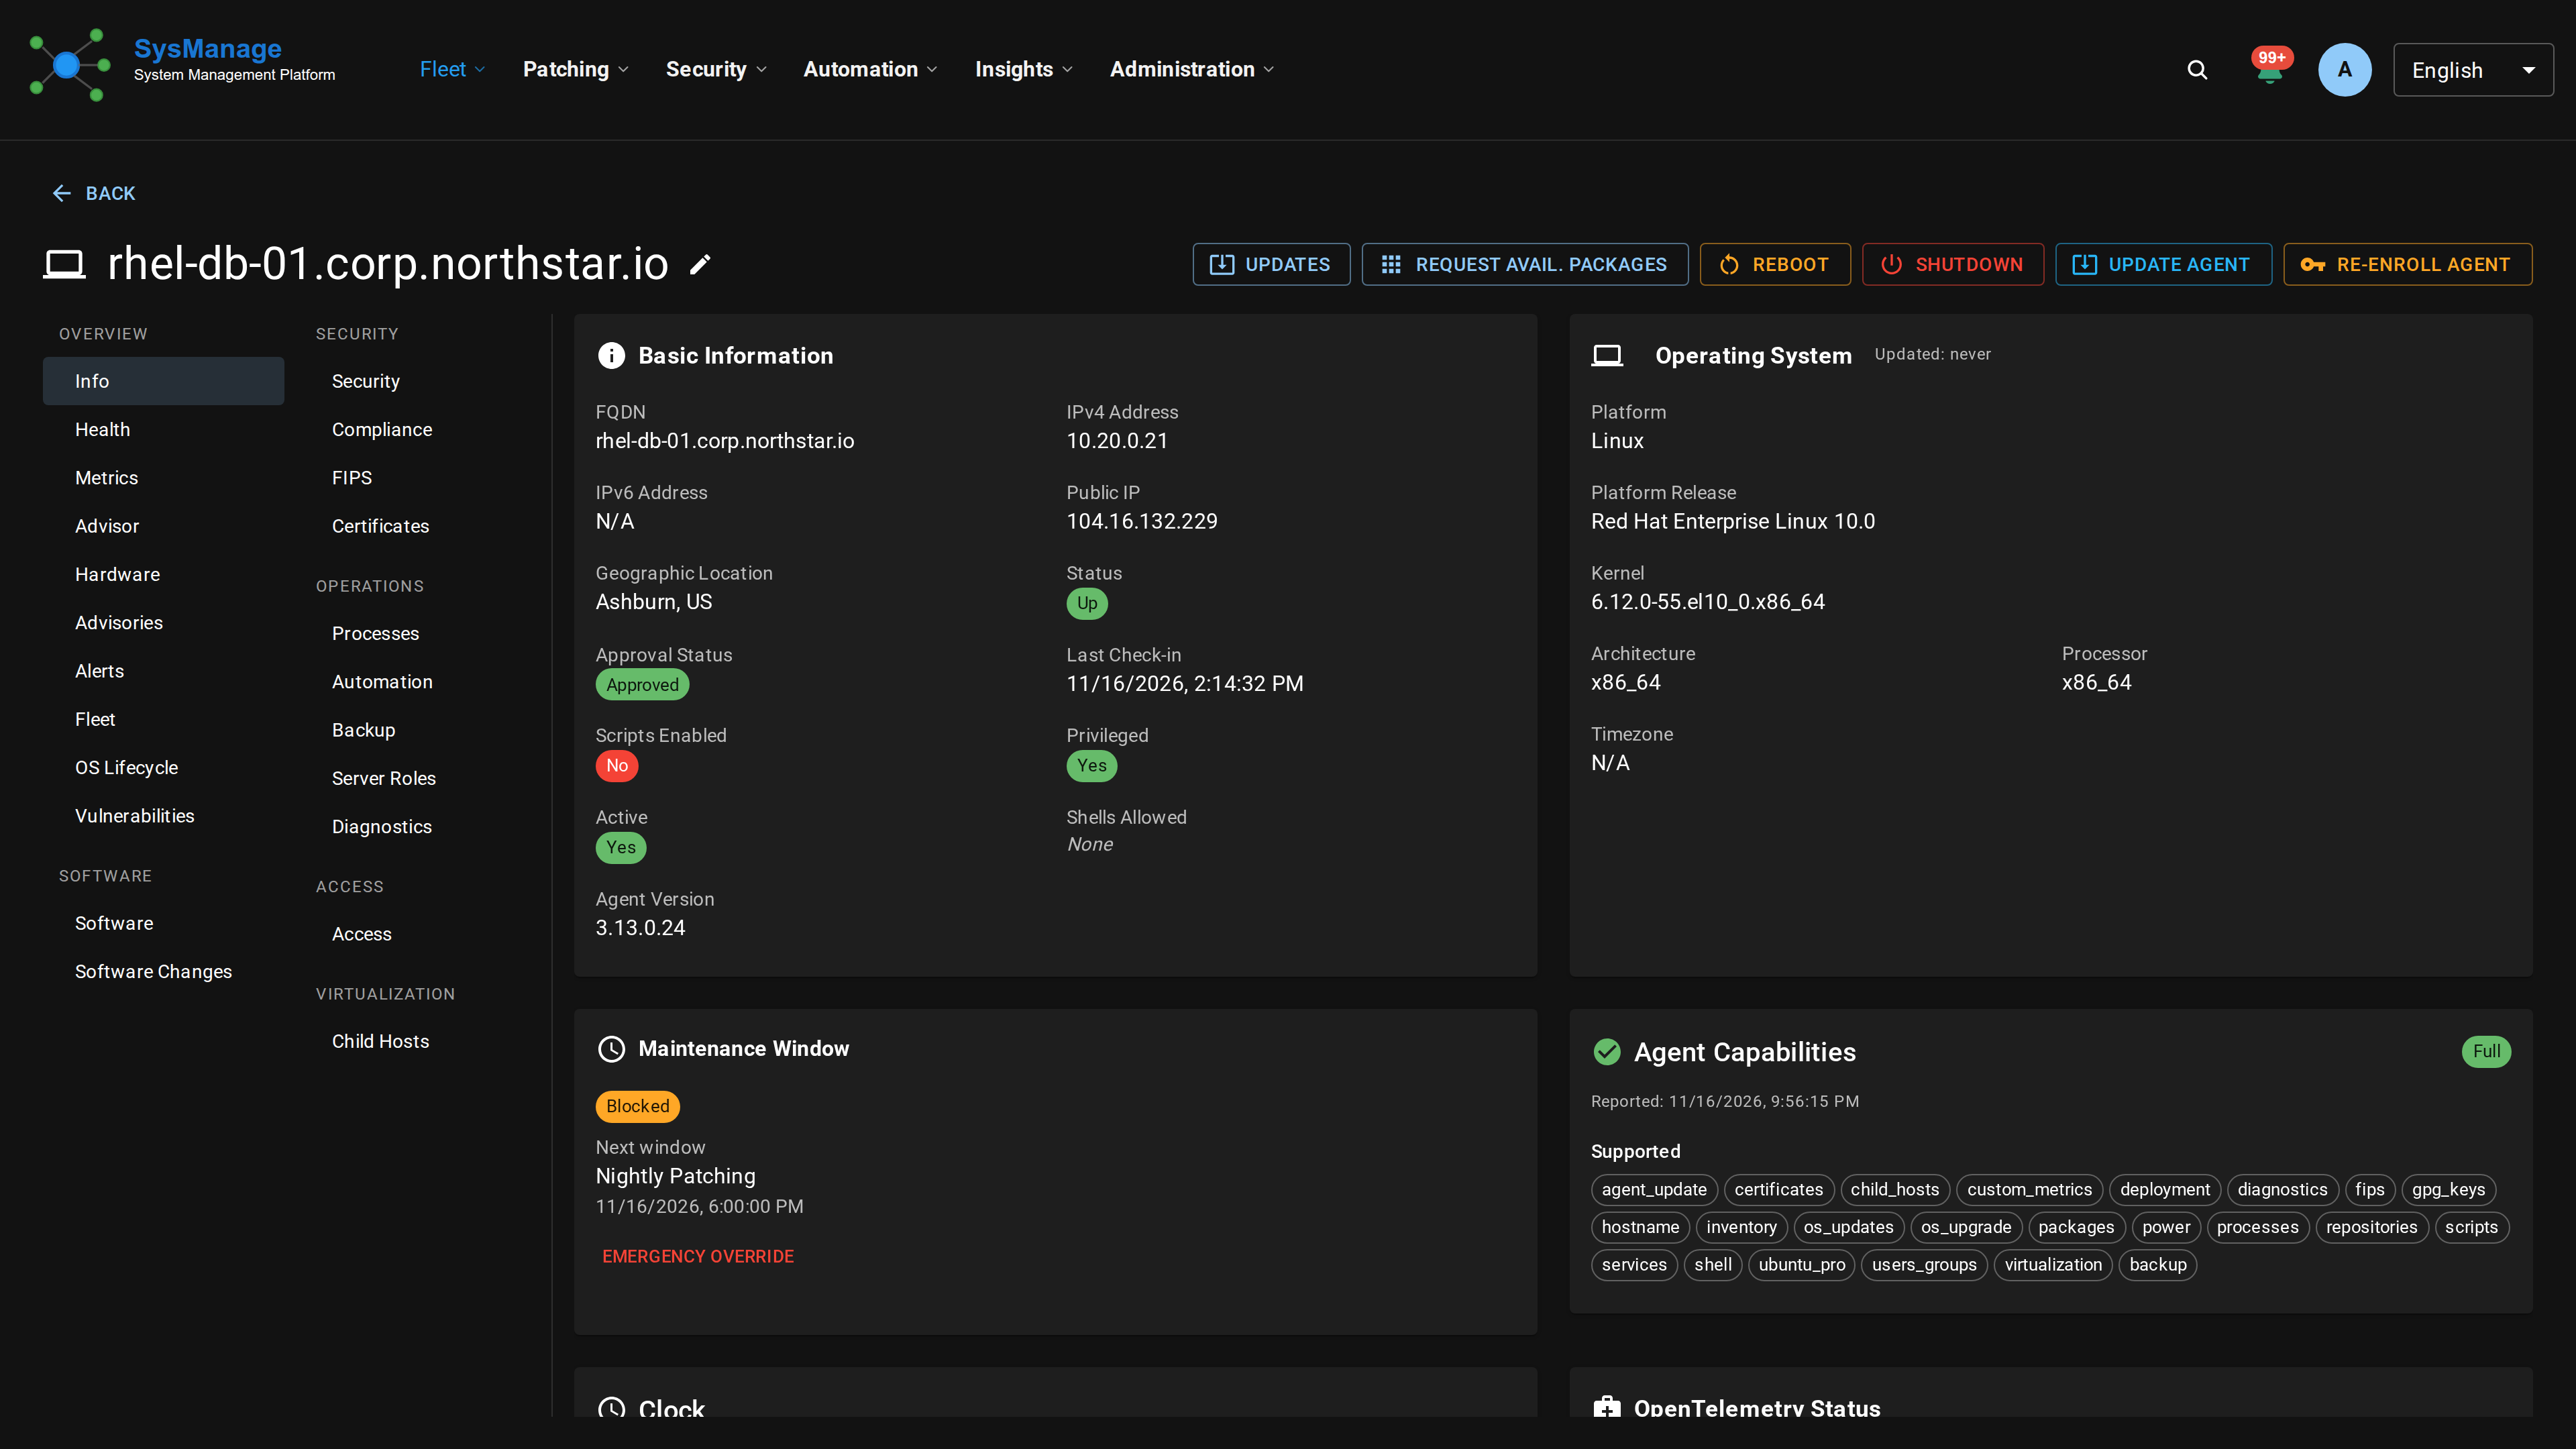 SysManage
System Management Platform
Fleet
Patching
Security
Automation
Insights
Administration
99+
A
English
BACK
rhel-db-01.corp.northstar.io
UPDATES
REQUEST AVAIL. PACKAGES
REBOOT
SHUTDOWN
UPDATE AGENT
RE-ENROLL AGENT
OVERVIEW
Info
Health
Metrics
Advisor
Hardware
Advisories
Alerts
Fleet
OS Lifecycle
Vulnerabilities
SOFTWARE
Software
Software Changes
SECURITY
Security
Compliance
FIPS
Certificates
OPERATIONS
Processes
Automation
Backup
Server Roles
Diagnostics
ACCESS
Access
VIRTUALIZATION
Child Hosts
Basic Information
FQDN
rhel-db-01.corp.northstar.io
IPv4 Address
10.20.0.21
IPv6 Address
N/A
Public IP
104.16.132.229
Geographic Location
Ashburn, US
Status
Up
Approval Status
Approved
Last Check-in
11/16/2026, 2:14:32 PM
Scripts Enabled
No
Privileged
Yes
Active
Yes
Shells Allowed
None
Agent Version
3.13.0.24
Operating System
Updated: never
Platform
Linux
Platform Release
Red Hat Enterprise Linux 10.0
Kernel
6.12.0-55.el10_0.x86_64
Architecture
x86_64
Processor
x86_64
Timezone
N/A
Maintenance Window
Blocked
Next window
Nightly Patching
11/16/2026, 6:00:00 PM
EMERGENCY OVERRIDE
Agent Capabilities
Full
Reported: 11/16/2026, 9:56:15 PM
Supported
agent_update certificates child_hosts custom_metrics deployment diagnostics fips gpg_keys
hostname inventory os_updates os_upgrade packages power processes repositories scripts
services shell ubuntu_pro users_groups virtualization backup
Clock
OpenTelemetry Status